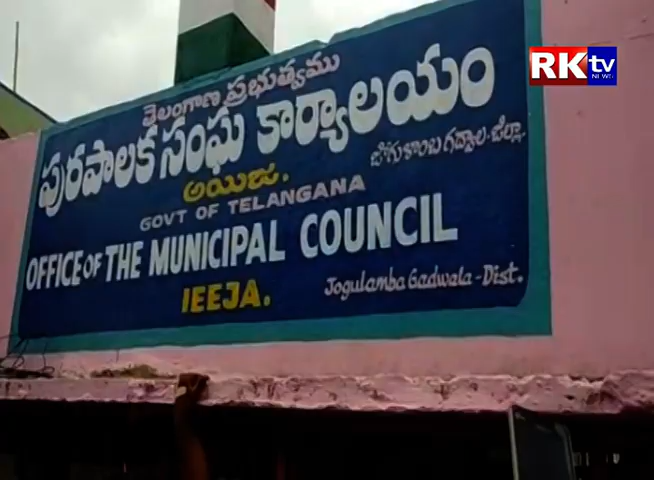 తెలంగాణ ప్రభుత్వము
పురపాలక సంఘ కార్యాలయం
జోగుళాంబ గద్వాల-జిల్లా.
అయిజ.
GOVT OF TELANGANA
OFFICE OF THE MUNICIPAL COUNCIL
IEEJA.
Jogulamba Gadwala-Dist.
RK tv
NEWS